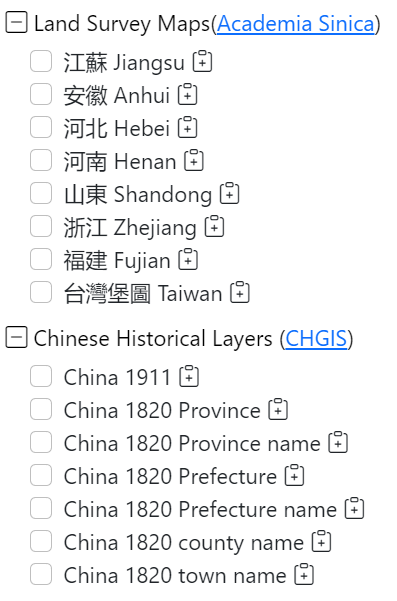 Land Survey Maps(Academia Sinica)
江蘇 Jiangsu
安徽 Anhui
河北 Hebei
河南 Henan
山東 Shandong
浙江 Zhejiang
福建 Fujian
台灣堡圖 Taiwan
Chinese Historical Layers (CHGIS)
China 1911
China 1820 Province
China 1820 Province name
China 1820 Prefecture
China 1820 Prefecture name
China 1820 county name
China 1820 town name